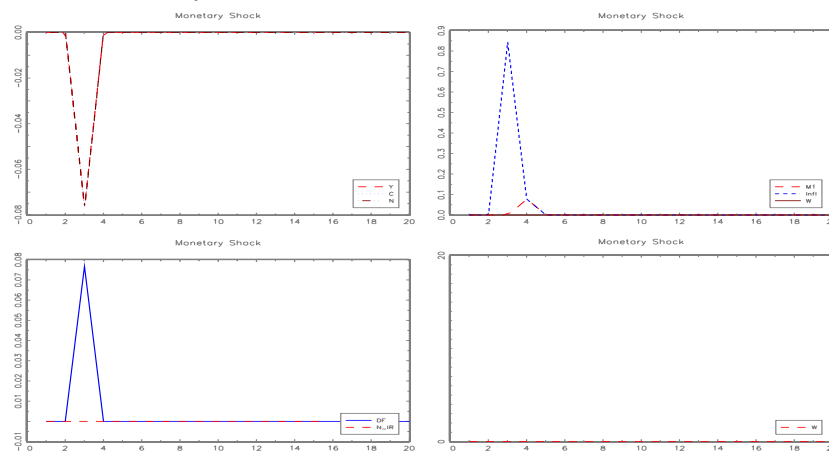 Monetary Shock
0.00
-0.02
-0.04
-0.06
-0.08
Y
C
N
0 2 4 6 8 10 12 14 16 18 20
Monetary Shock
0.9
0.8
0.7
0.6
0.5
0.4
0.3
0.2
0.1
0.0
M1
Infl
W
0 2 4 6 8 10 12 14 16 18 20
Monetary Shock
0.08
0.07
0.06
0.05
0.04
0.03
0.02
0.01
-0.01
DF
N_IR
0 2 4 6 8 10 12 14 16 18 20
Monetary Shock
20
0
W
0 2 4 6 8 10 12 14 16 18 20